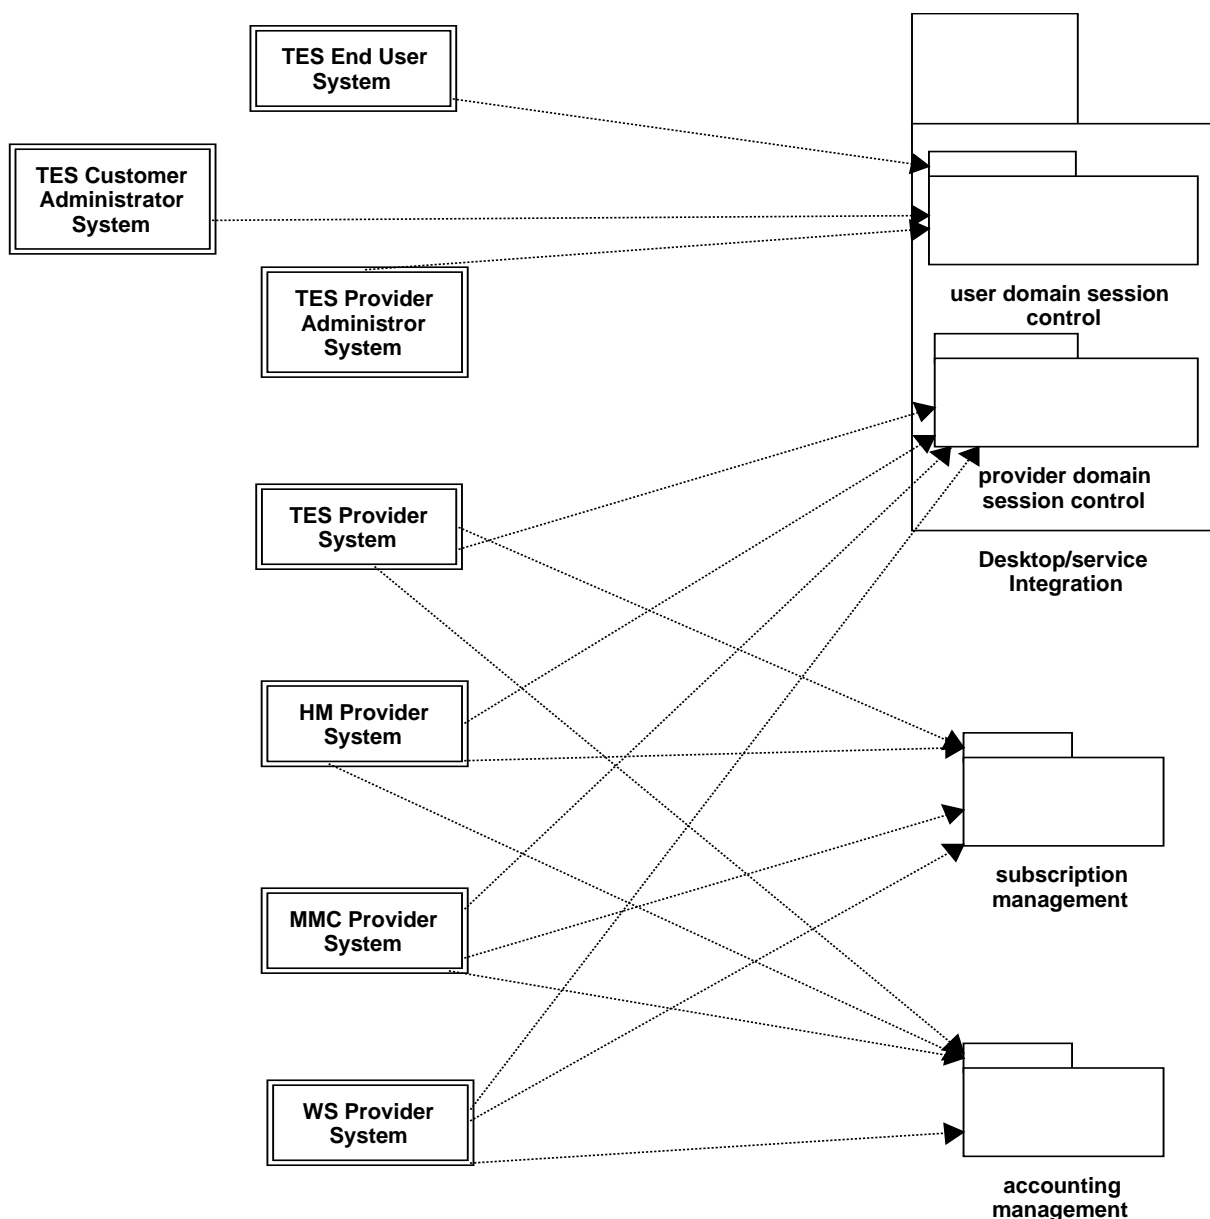 TES End User
System
TES Customer
Administrator
System
TES Provider
Administror
System
user domain session
control
provider domain
session control
TES Provider
System
Desktop/service
Integration
HM Provider
System
subscription
management
MMC Provider
System
WS Provider
System
accounting
management